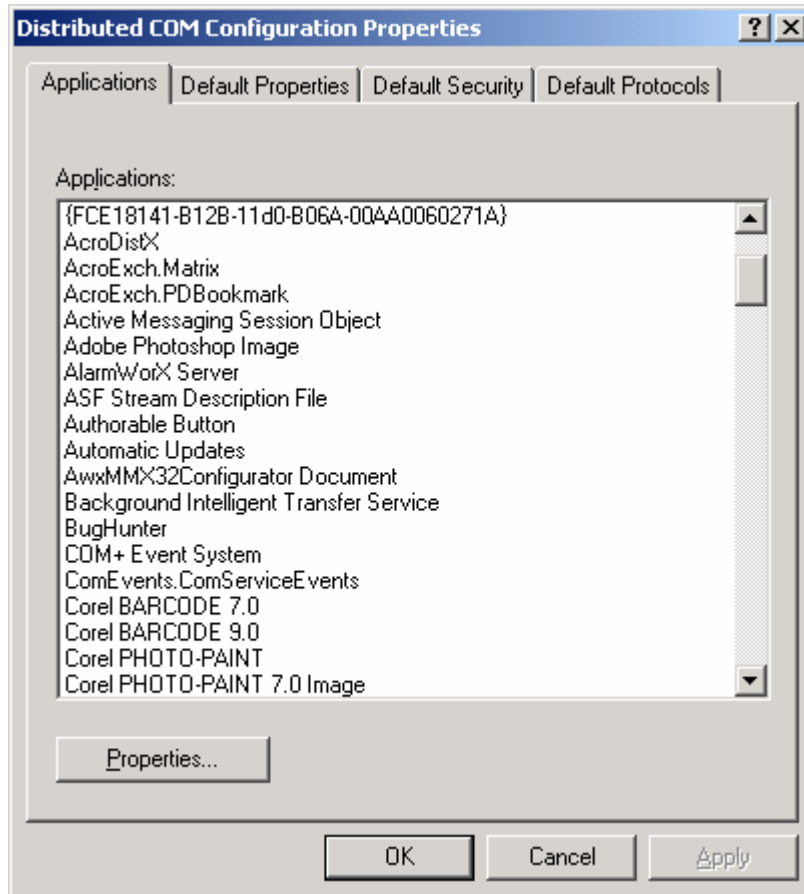 Distributed COM Configuration Properties
Applications Default Properties Default Security Default Protocols
Applications:
{FCE18141-B12B-11d0-B06A-00AA0060271A}
AcroDistX
AcroExch.Matrix
AcroExch.PDBookmark
Active Messaging Session Object
Adobe Photoshop Image
AlarmWorX Server
ASF Stream Description File
Authorable Button
Automatic Updates
AwxMMX32Configurator Document
Background Intelligent Transfer Service
BugHunter
COM+ Event System
ComEvents.ComServiceEvents
Corel BARCODE 7.0
Corel BARCODE 9.0
Corel PHOTO-PAINT
Corel PHOTO-PAINT 7.0 Image
Properties...
OK Cancel Apply